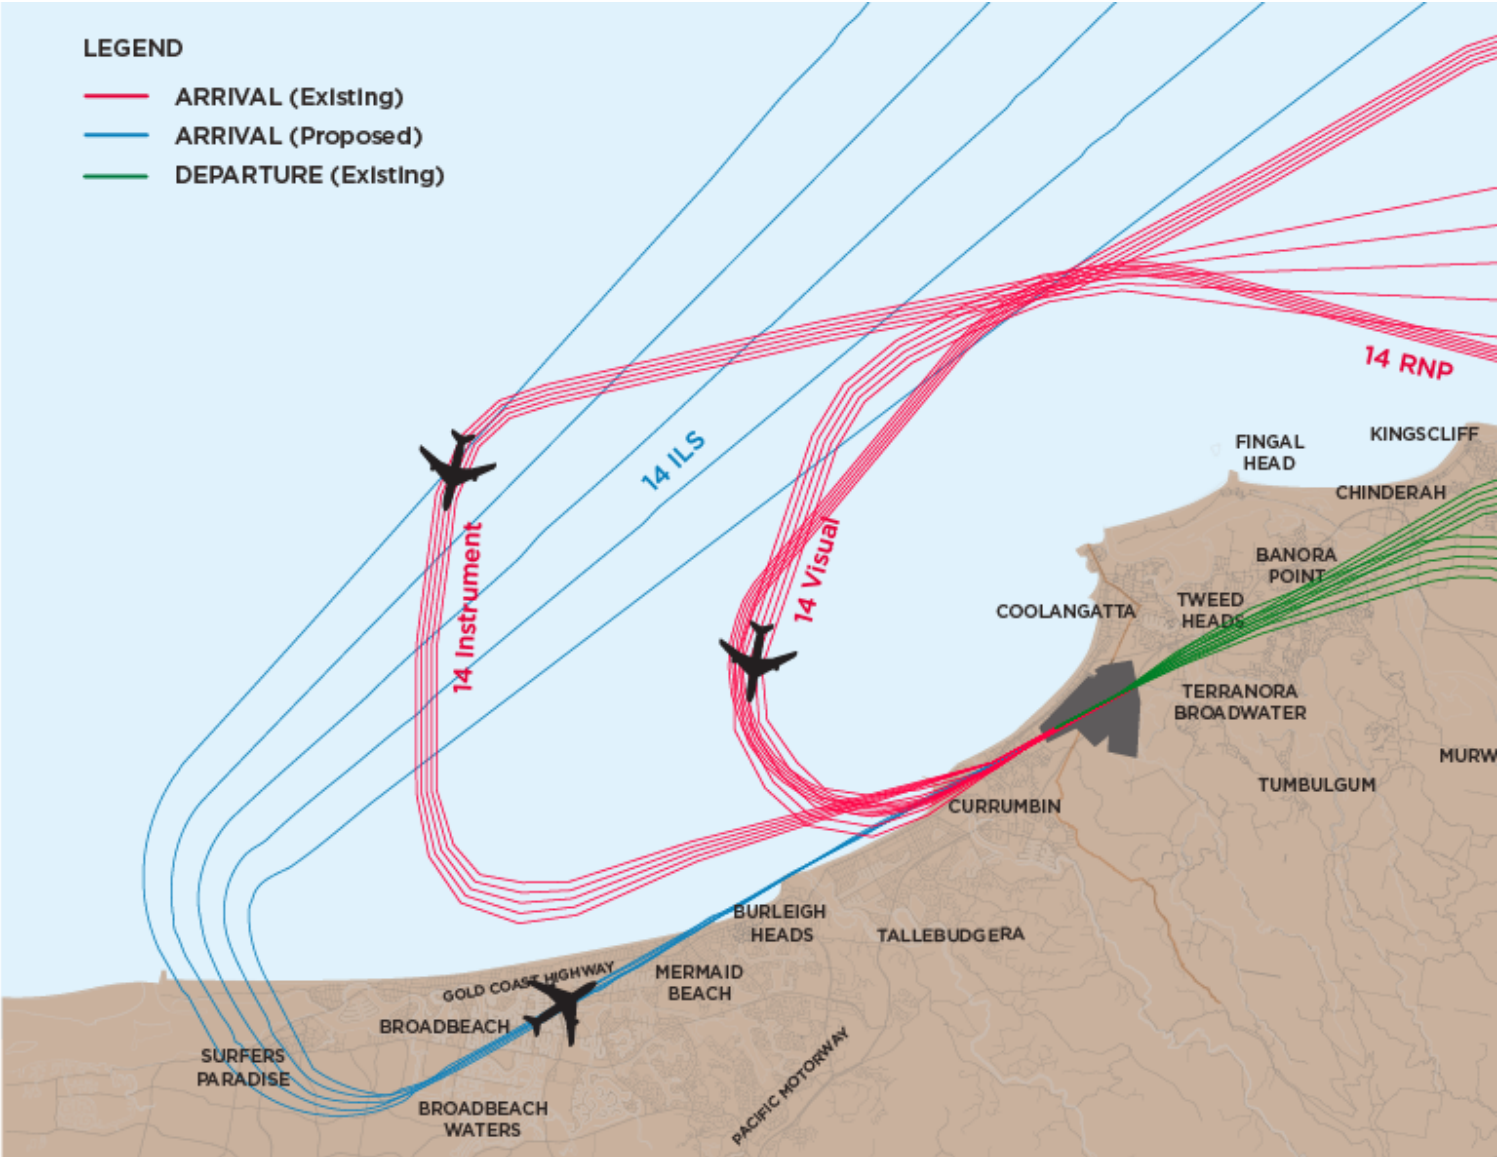 LEGEND
ARRIVAL (Existing)
ARRIVAL (Proposed)
DEPARTURE (Existing)
14 RNP
14 ILS
14 Instrument
14 Visual
KINGSCLIFF
FINGAL
HEAD
CHINDERAH
BANORA
POINT
TWEED
HEADS
COOLANGATTA
TERRANORA
BROADWATER
MURW
TUMBULGUM
CURRUMBIN
BURLEIGH
HEADS
TALLEBUDGERA
MERMAID
BEACH
GOLD COAST HIGHWAY
BROADBEACH
SURFERS
PARADISE
BROADBEACH
WATERS
PACIFIC MOTORWAY